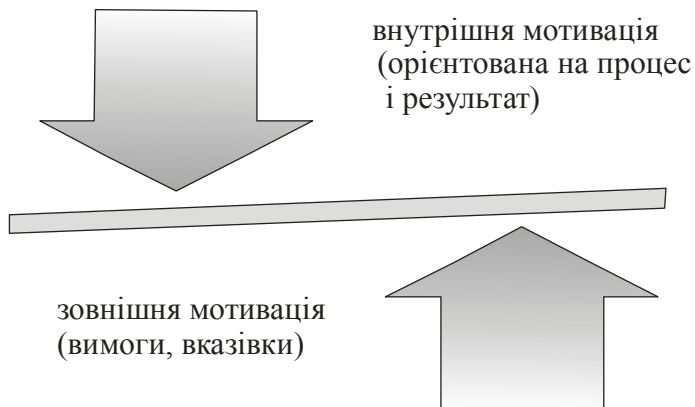 внутрішня мотивація
(орієнтована на процес
і результат)
зовнішня мотивація
(вимоги, вказівки)